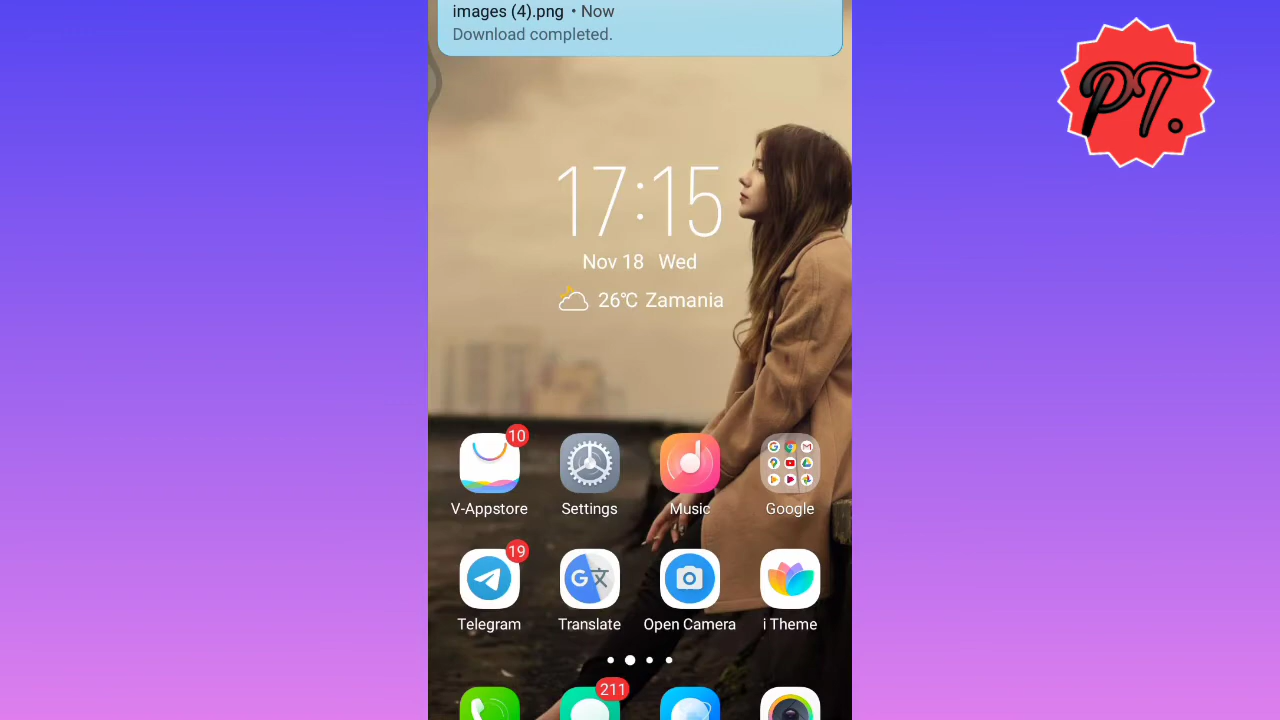 images (4).png • Now
Download completed.
PT.
17:15
Nov 18 Wed
26℃ Zamania
10
V-Appstore
Settings
Music
Google
19
Telegram
Translate
Open Camera
i Theme
211